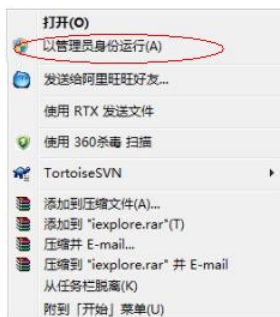 打开(O)
以管理员身份运行(A)
发送给阿里旺旺好友...
使用 RTX 发送文件
使用 360杀毒 扫描
TortoiseSVN
添加到压缩文件(A)...
添加到 "iexplore.rar"(T)
压缩并 E-mail...
压缩到 "iexplore.rar" 并 E-mail
从任务栏脱离(K)
附到「开始」菜单(U)